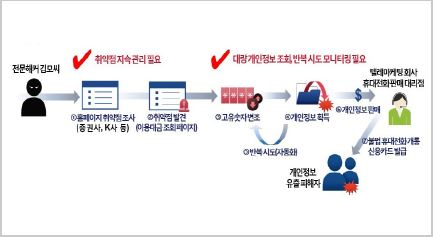 취약점 지속 관리 필요
대량 개인정보 조회, 반복 시도 모니터링 필요
전문해커 김모씨
텔레마케팅 회사
휴대전화 판매 대리점
①홈페이지 취약점 조사
(증권사, K사 등)
②취약점 발견
(이용대금 조회 페이지)
③고유숫자 변조
④개인정보 획득
⑥개인정보 판매
③반복 시도(자동화)
⑦불법 휴대전화 개통
신용카드 발급
개인정보
유출 피해자